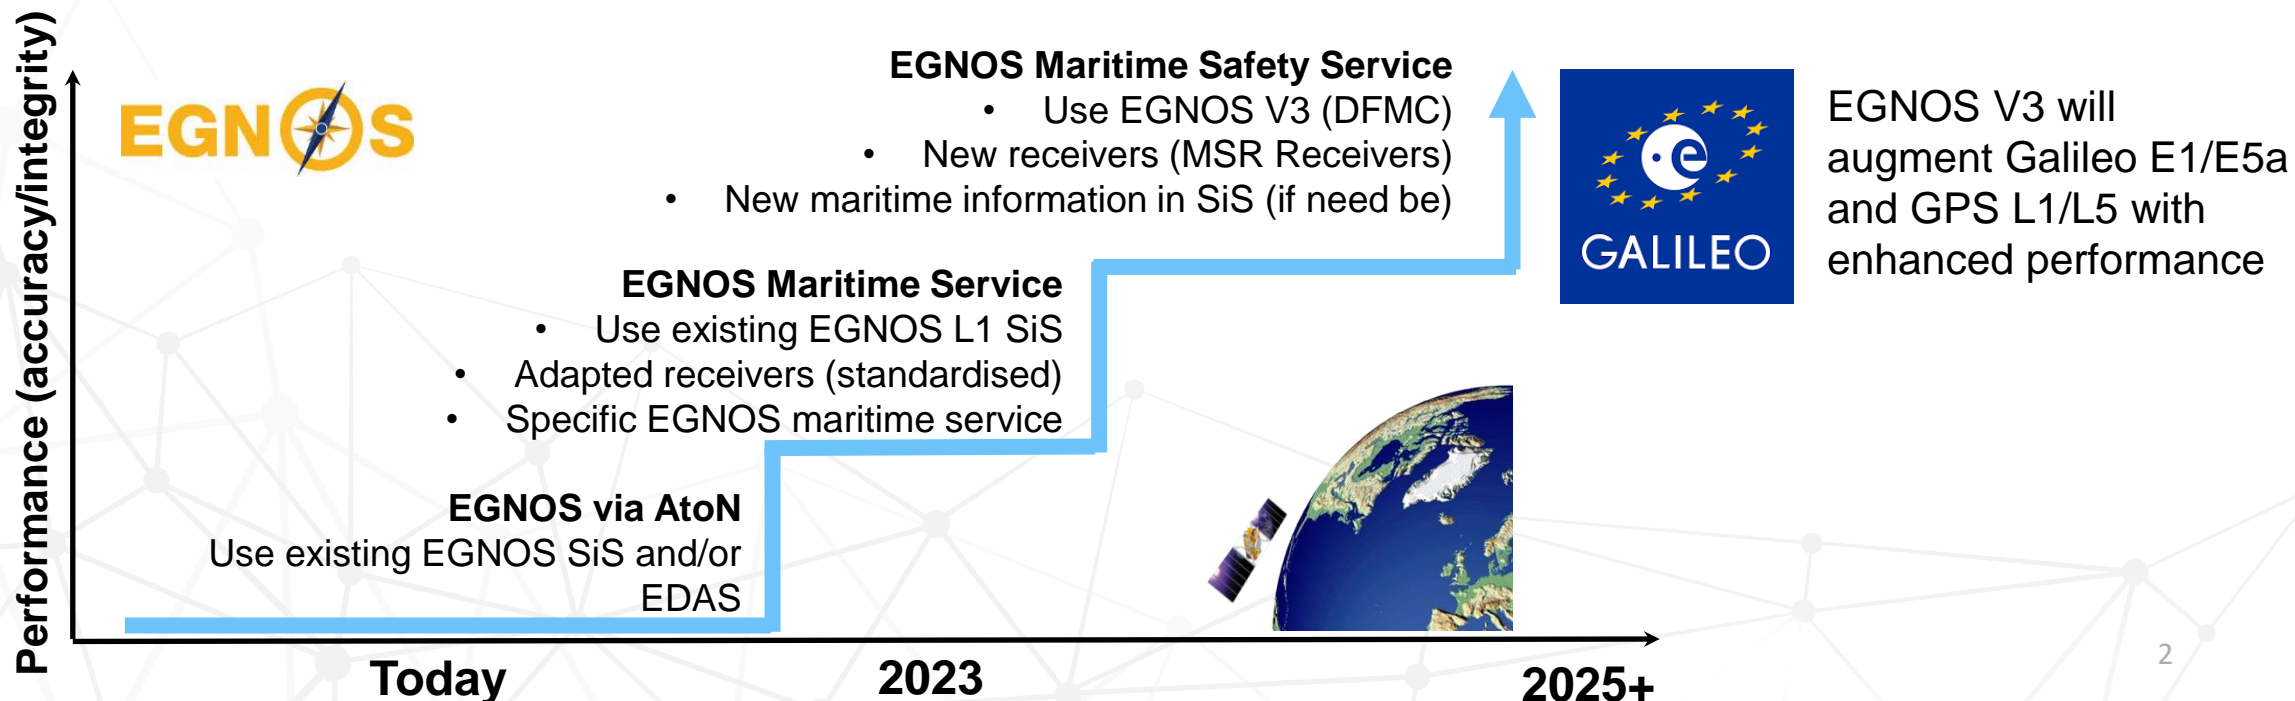 Performance (accuracy/integrity)
EGNOS
EGNOS Maritime Safety Service
• Use EGNOS V3 (DFMC)
• New receivers (MSR Receivers)
• New maritime information in SiS (if need be)
EGNOS Maritime Service
• Use existing EGNOS L1 SiS
• Adapted receivers (standardised)
• Specific EGNOS maritime service
EGNOS via AtoN
Use existing EGNOS SiS and/or
EDAS
e
GALILEO
EGNOS V3 will
augment Galileo E1/E5a
and GPS L1/L5 with
enhanced performance
Today
2023
2025+
2